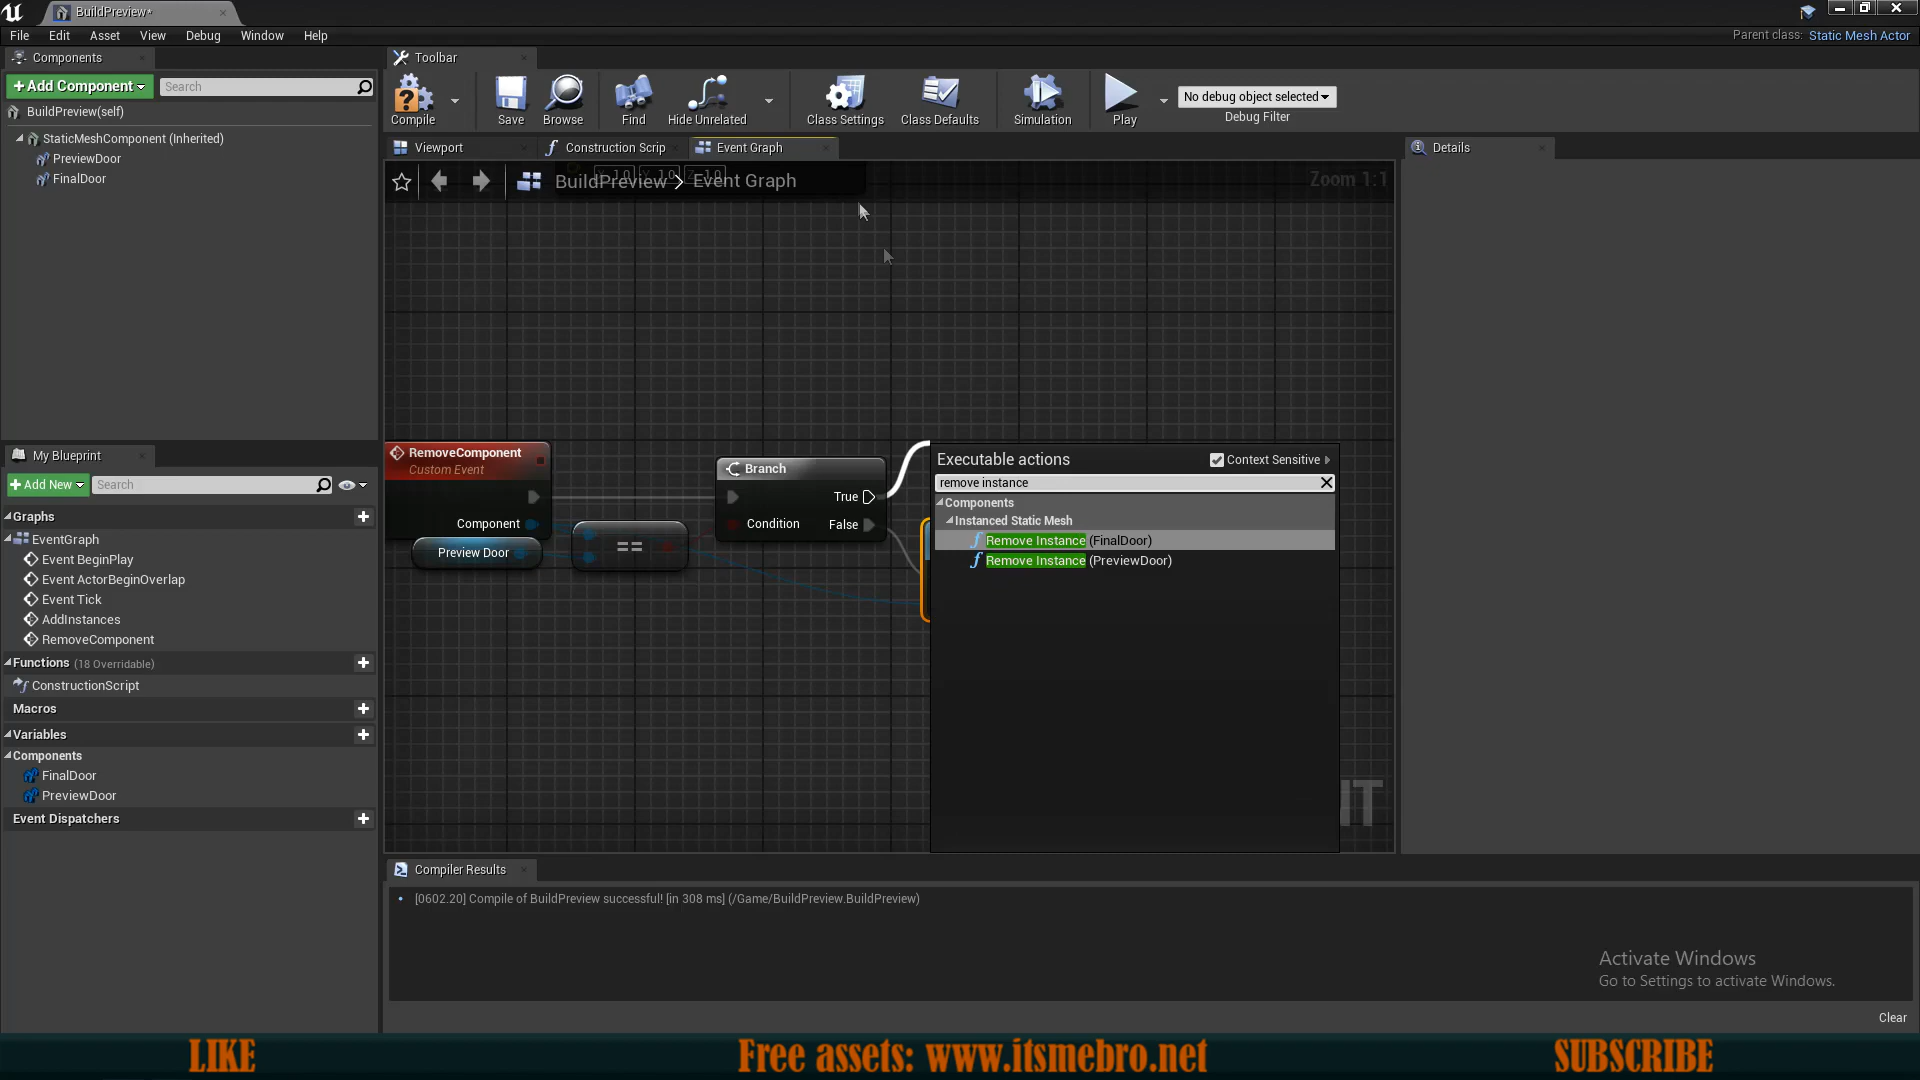 BuildPreview*
File Edit Asset View Debug Window Help
Parent class: Static Mesh Actor
Components
Toolbar
+ Add Component
Search
BuildPreview(self)
StaticMeshComponent (Inherited)
PreviewDoor
FinalDoor
Compile
Save
Browse
Find
Hide Unrelated
Class Settings
Class Defaults
Simulation
Play
No debug object selected
Debug Filter
Viewport
Construction Scrip
Event Graph
Details
BuildPreview > Event Graph
Zoom 1:1
RemoveComponent
Custom Event
Component
Preview Door
==
Branch
True
Condition
False
Executable actions
Context Sensitive
remove instance
Components
Instanced Static Mesh
Remove Instance (FinalDoor)
Remove Instance (PreviewDoor)
My Blueprint
+ Add New
Search
Graphs
EventGraph
Event BeginPlay
Event ActorBeginOverlap
Event Tick
AddInstances
RemoveComponent
Functions (18 Overridable)
ConstructionScript
Macros
Variables
Components
FinalDoor
PreviewDoor
Event Dispatchers
Compiler Results
[0602.20] Compile of BuildPreview successful! [in 308 ms] (/Game/BuildPreview.BuildPreview)
Activate Windows
Go to Settings to activate Windows.
Clear
LIKE
Free assets: www.itsmebro.net
SUBSCRIBE